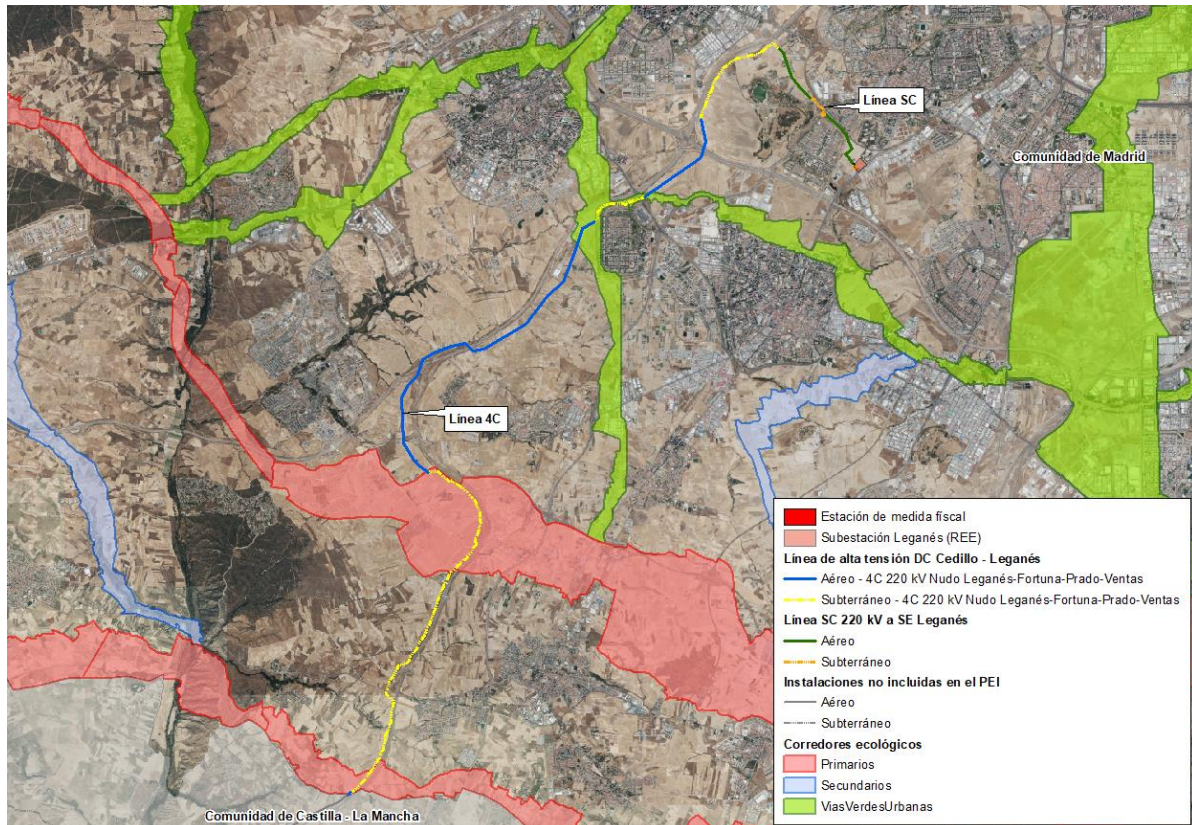 Línea SC
Comunidad de Madrid
Línea 4C
Comunidad de Castilla - La Mancha
Estación de medida fiscal
Subestación Leganés (REE)
Línea de alta tensión DC Cedillo - Leganés
Aéreo - 4C 220 kV Nudo Leganés-Fortuna-Prado-Ventas
Subterráneo - 4C 220 kV Nudo Leganés-Fortuna-Prado-Ventas
Línea SC 220 kV a SE Leganés
Aéreo
Subterráneo
Instalaciones no incluidas en el PEI
Aéreo
Subterráneo
Corredores ecológicos
Primarios
Secundarios
ViasVerdesUrbanas